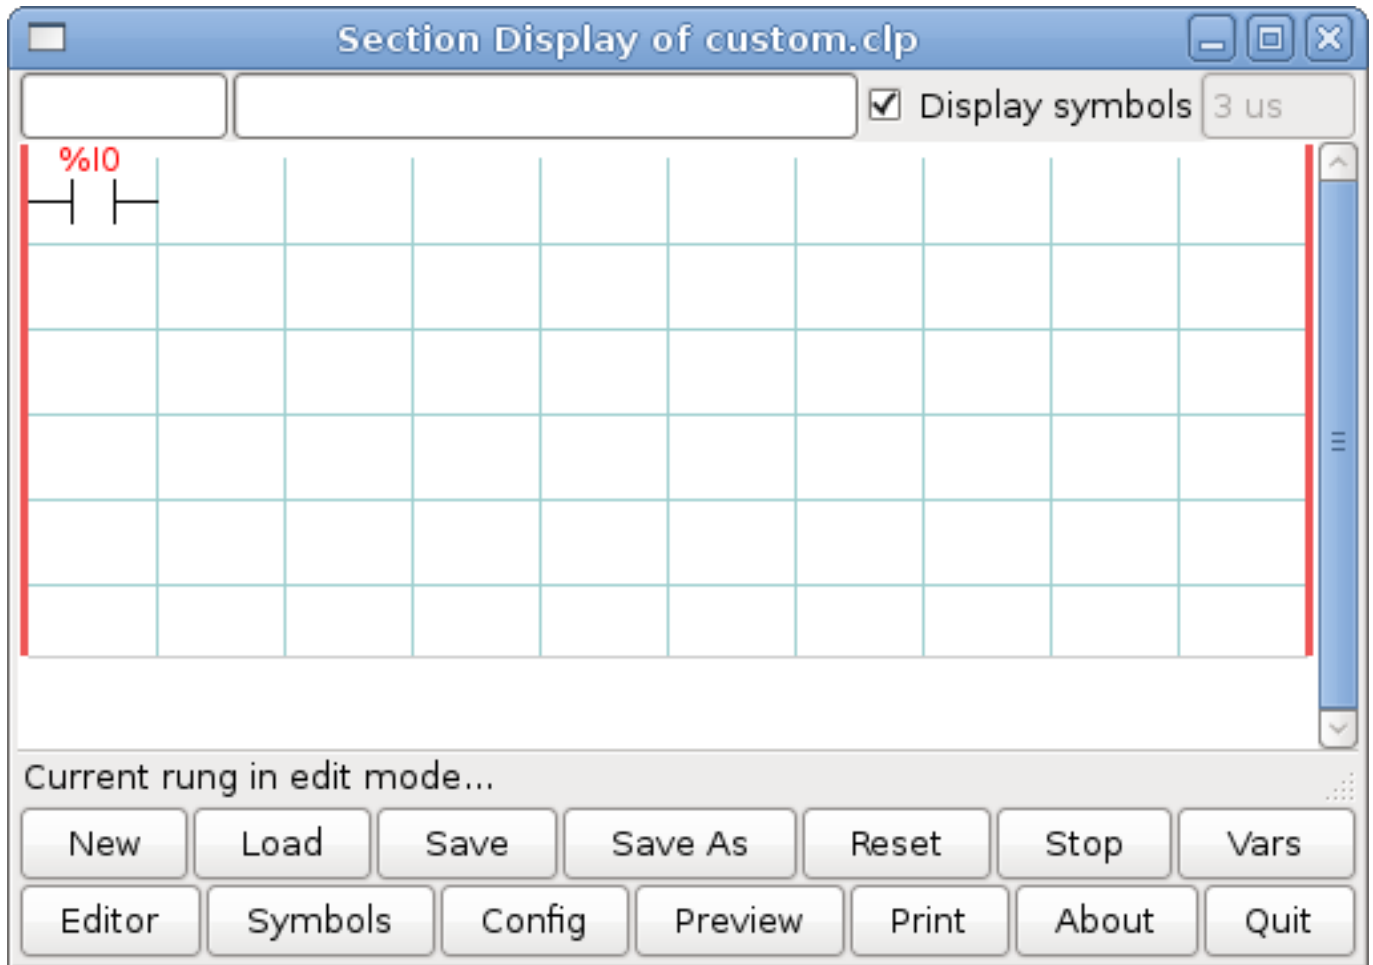 Section Display of custom.clp
Display symbols 3 us
%I0
Current rung in edit mode...
New Load Save Save As Reset Stop Vars
Editor Symbols Config Preview Print About Quit